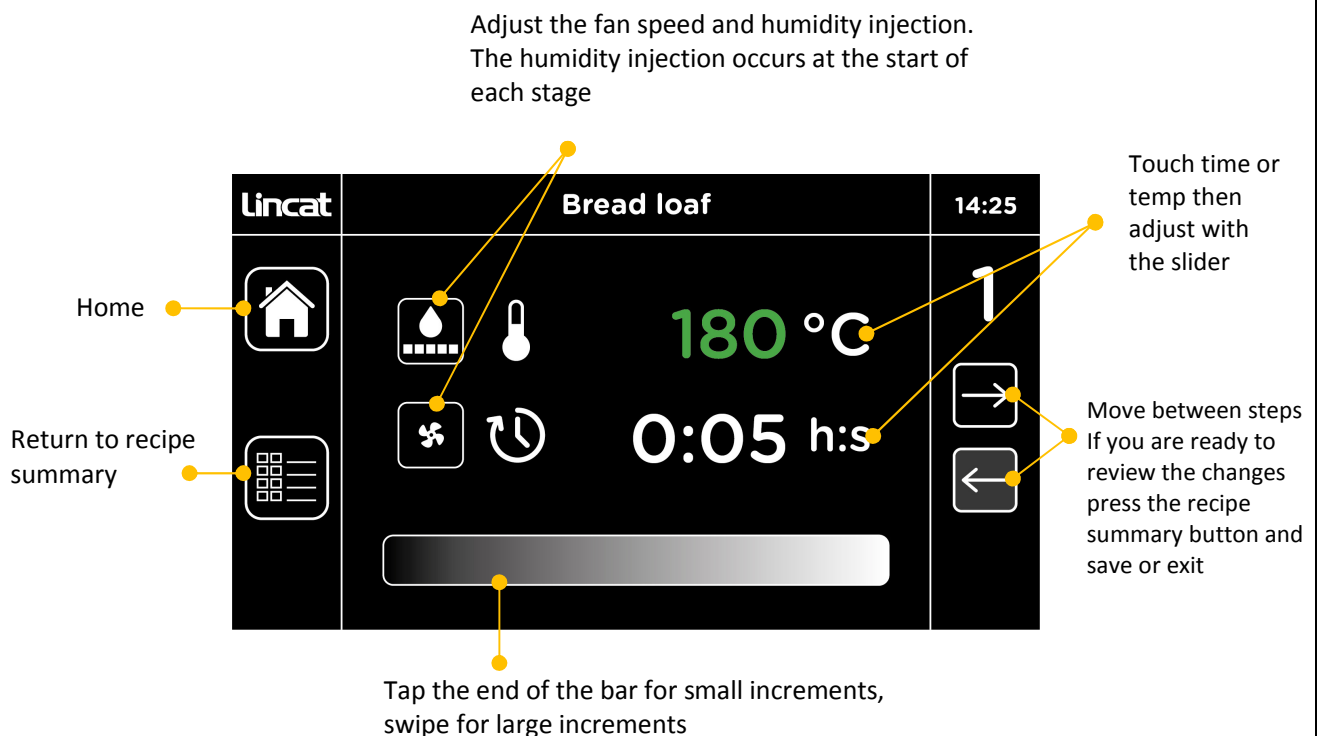 Adjust the fan speed and humidity injection.
The humidity injection occurs at the start of
each stage
Touch time or
temp then
adjust with
the slider
Lincat
Bread loaf
14:25
Home
180 °C
1
Return to recipe
summary
0:05 h:s
Move between steps
If you are ready to
review the changes
press the recipe
summary button and
save or exit
Tap the end of the bar for small increments,
swipe for large increments